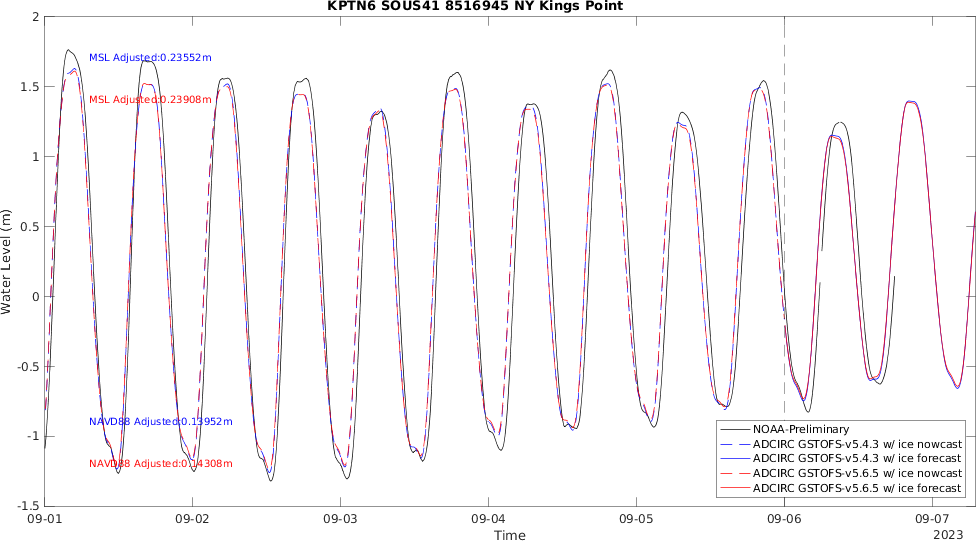 KPTN6 SOUS41 8516945 NY Kings Point
2
1.5
1
0.5
0
-0.5
-1
-1.5
Water Level (m)
MSL Adjusted:0.23552m
MSL Adjusted:0.23908m
NAVD88 Adjusted:0.13952m
NAVD88 Adjusted:0.14308m
NOAA-Preliminary
ADCIRC GSTOFS-v5.4.3 w/ ice nowcast
ADCIRC GSTOFS-v5.4.3 w/ ice forecast
ADCIRC GSTOFS-v5.6.5 w/ ice nowcast
ADCIRC GSTOFS-v5.6.5 w/ ice forecast
09-01 09-02 09-03 09-04 09-05 09-06 09-07
Time
2023